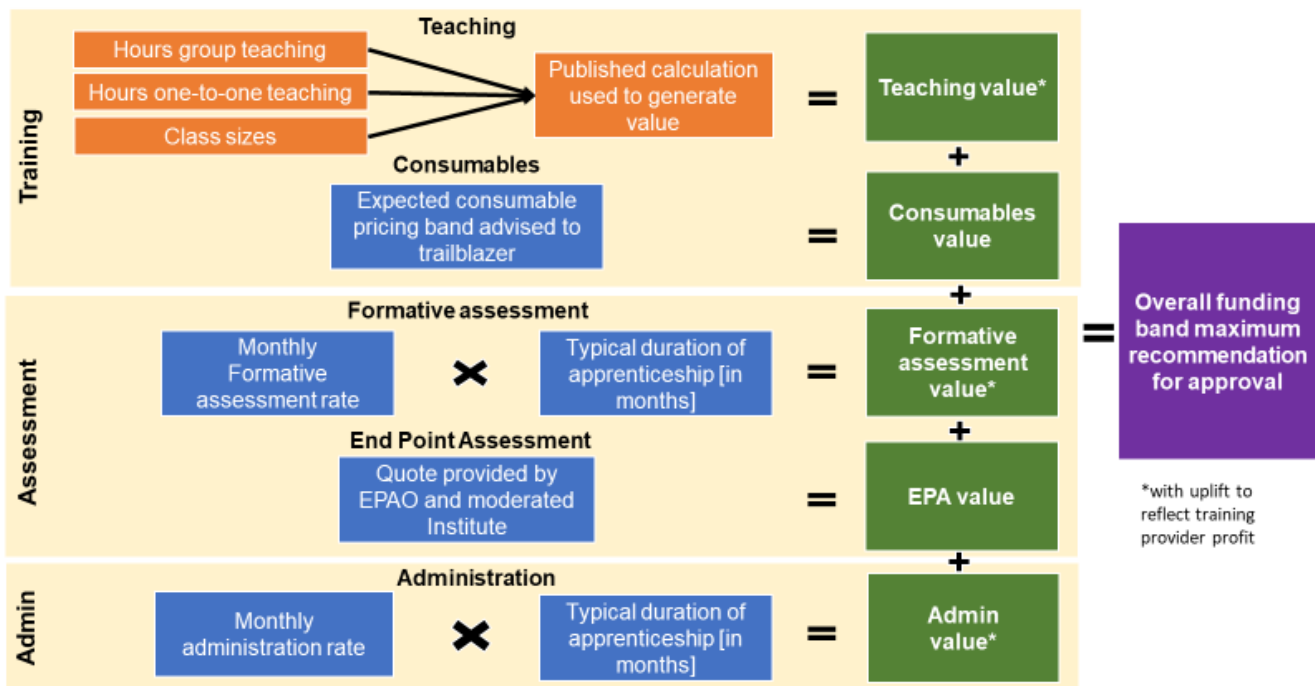 Training
Teaching
Hours group teaching
Hours one-to-one teaching
Class sizes
Published calculation
used to generate
value
=
Teaching value*
+
Consumables
Expected consumable
pricing band advised to
trailblazer
=
Consumables
value
+
Assessment
Formative assessment
Monthly
Formative
assessment rate
×
Typical duration of
apprenticeship [in
months]
=
Formative
assessment
value*
+
End Point Assessment
Quote provided by
EPAO and moderated
Institute
=
EPA value
+
Admin
Administration
Monthly
administration rate
×
Typical duration of
apprenticeship [in
months]
=
Admin
value*
=
Overall funding
band maximum
recommendation
for approval
*with uplift to
reflect training
provider profit